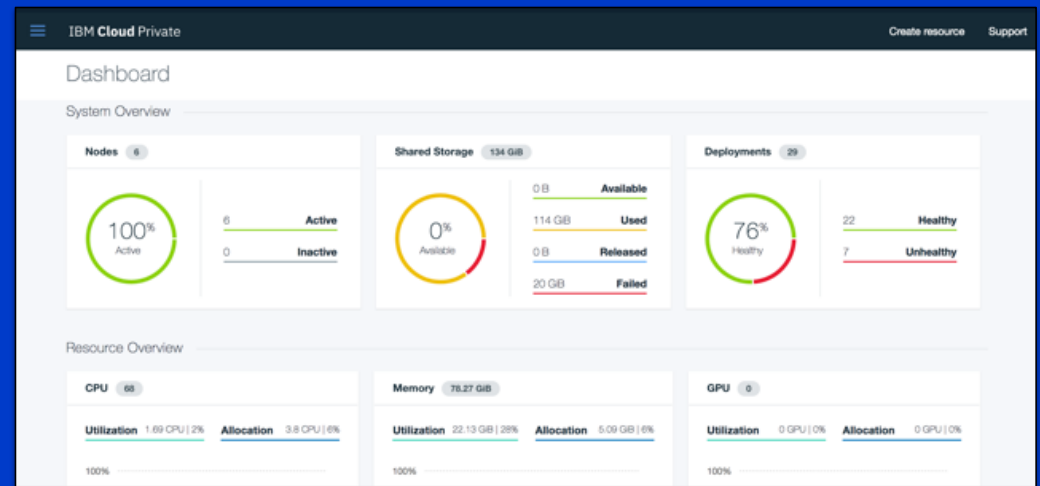 IBM Cloud Private Create resource Support
Dashboard
System Overview
Nodes 6
100% Active
6 Active
0 Inactive
Shared Storage 134 GiB
0% Available
0 B Available
114 GiB Used
0 B Released
20 GiB Failed
Deployments 29
76% Healthy
22 Healthy
7 Unhealthy
Resource Overview
CPU 68
Utilization 1.69 CPU | 2% Allocation 3.8 CPU | 6%
100%
Memory 78.27 GiB
Utilization 22.13 GiB | 28% Allocation 5.09 GiB | 6%
100%
GPU 0
Utilization 0 GPU | 0% Allocation 0 GPU | 0%
100%